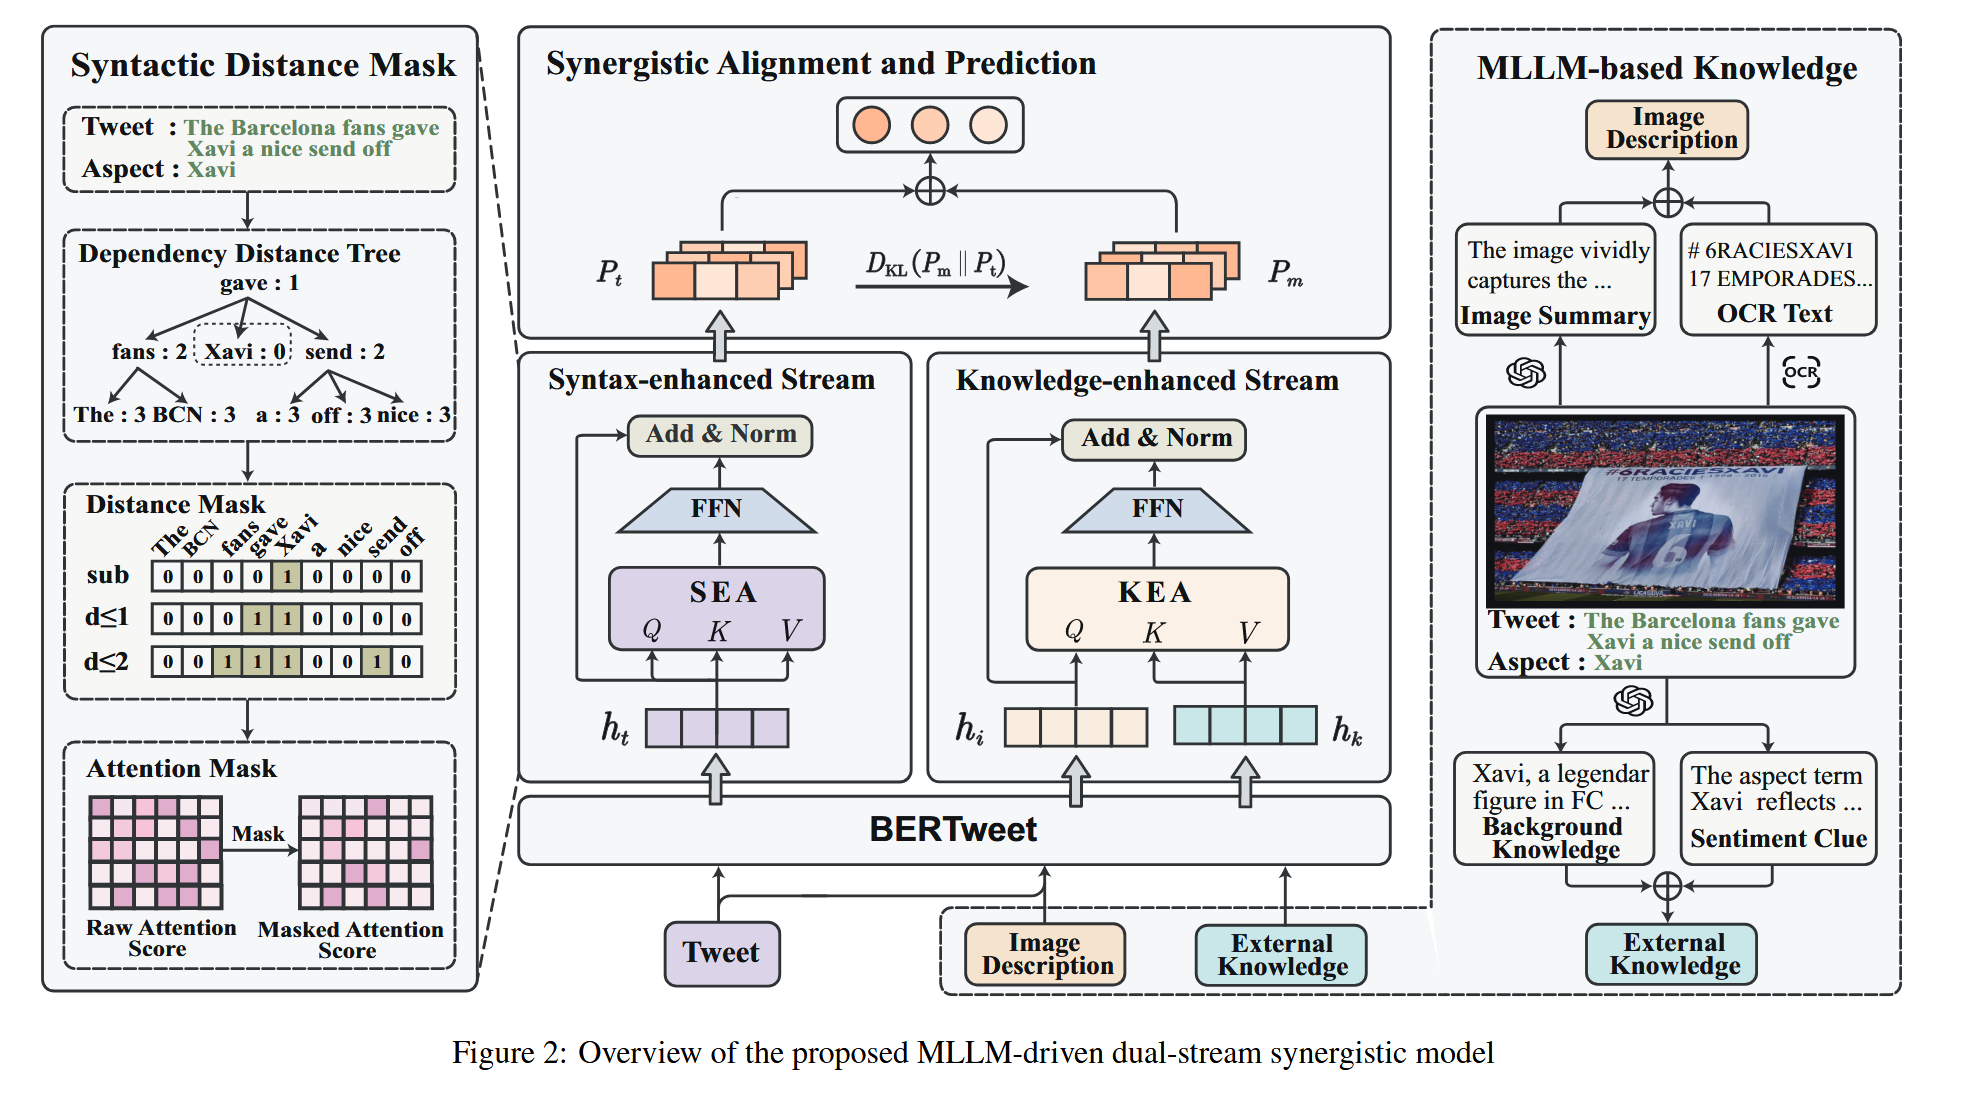 Syntactic Distance Mask
Tweet : The Barcelona fans gave
Xavi a nice send off
Aspect : Xavi
Dependency Distance Tree
gave : 1
fans : 2 Xavi : 0 send : 2
The : 3 BCN : 3 a : 3 off : 3 nice : 3
Distance Mask
The BCN fans gave Xavi a nice send off
sub 0 0 0 0 1 0 0 0 0
d≤1 0 0 0 1 1 0 0 0 0
d≤2 0 0 1 1 1 0 0 1 0
Attention Mask
Mask
Raw Attention
Score
Masked Attention
Score
Synergistic Alignment and Prediction
P_t D_KL(P_m || P_t) P_m
Syntax-enhanced Stream
Add & Norm
FFN
SEA
Q K V
h_t
Knowledge-enhanced Stream
Add & Norm
FFN
KEA
Q K V
h_i h_k
BERTweet
Tweet
Image
Description
External
Knowledge
MLLM-based Knowledge
Image
Description
The image vividly
captures the ...
Image Summary
# 6RACIESXAVI
17 EMPORADES...
OCR Text
OCR
#6RACIESXAVI
17 TEMPORADES
XAVI
6
Tweet : The Barcelona fans gave
Xavi a nice send off
Aspect : Xavi
Xavi, a legendar
figure in FC ...
Background
Knowledge
The aspect term
Xavi reflects ...
Sentiment Clue
External
Knowledge
Figure 2: Overview of the proposed MLLM-driven dual-stream synergistic model